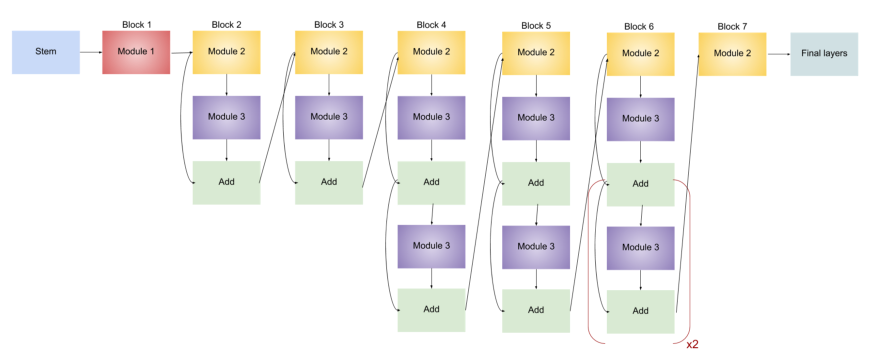 Block 1
Block 2
Block 3
Block 4
Block 5
Block 6
Block 7
Stem
Module 1
Module 2
Module 2
Module 2
Module 2
Module 2
Module 2
Final layers
Module 3
Module 3
Module 3
Module 3
Module 3
Add
Add
Add
Add
Add
Module 3
Module 3
Module 3
Add
Add
Add
x2